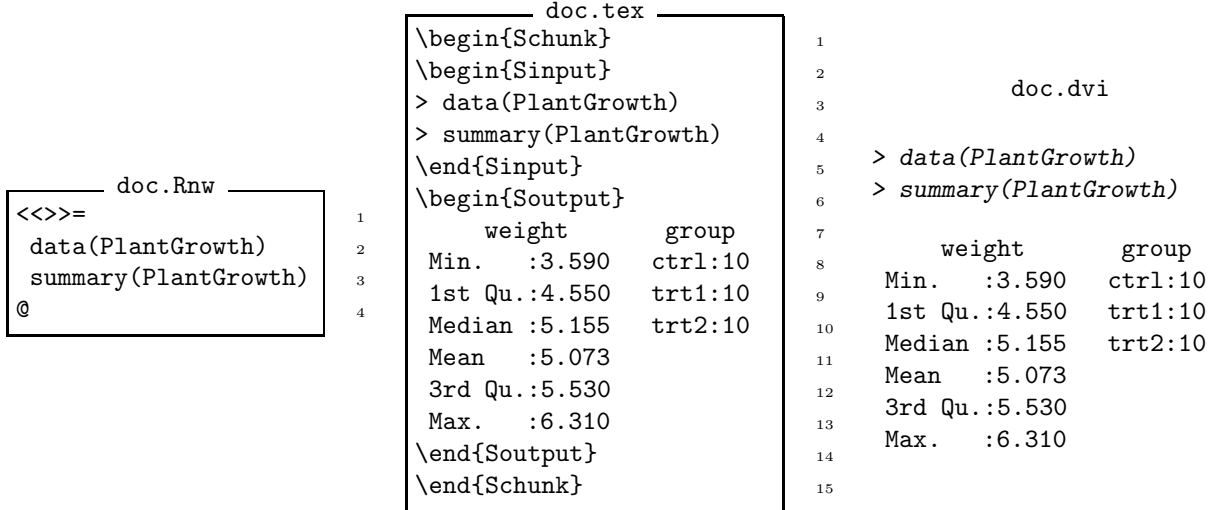 doc.Rnw
<<>>= 1
 data(PlantGrowth) 2
 summary(PlantGrowth) 3
@ 4
doc.tex
\begin{Schunk} 1
\begin{Sinput} 2
> data(PlantGrowth) 3
> summary(PlantGrowth) 4
\end{Sinput} 5
\begin{Soutput} 6
     weight       group 7
 Min.   :3.590   ctrl:10 8
 1st Qu.:4.550   trt1:10 9
 Median :5.155   trt2:10 10
 Mean   :5.073 11
 3rd Qu.:5.530 12
 Max.   :6.310 13
\end{Soutput} 14
\end{Schunk} 15
doc.dvi
> data(PlantGrowth)
> summary(PlantGrowth)
     weight       group
 Min.   :3.590   ctrl:10
 1st Qu.:4.550   trt1:10
 Median :5.155   trt2:10
 Mean   :5.073
 3rd Qu.:5.530
 Max.   :6.310